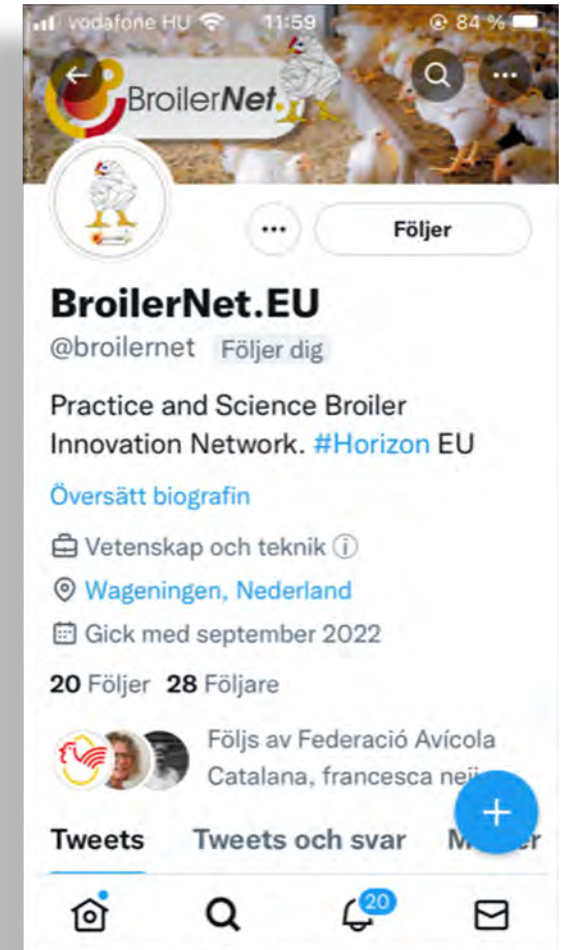 vodafone HU 11:59 84 %
BroilerNet
Följer
BroilerNet.EU
@broilernet Följer dig
Practice and Science Broiler
Innovation Network. #Horizon EU
Översätt biografin
Vetenskap och teknik
Wageningen, Nederland
Gick med september 2022
20 Följer 28 Följare
Följs av Federació Avícola
Catalana, francesca
Tweets Tweets och svar
20